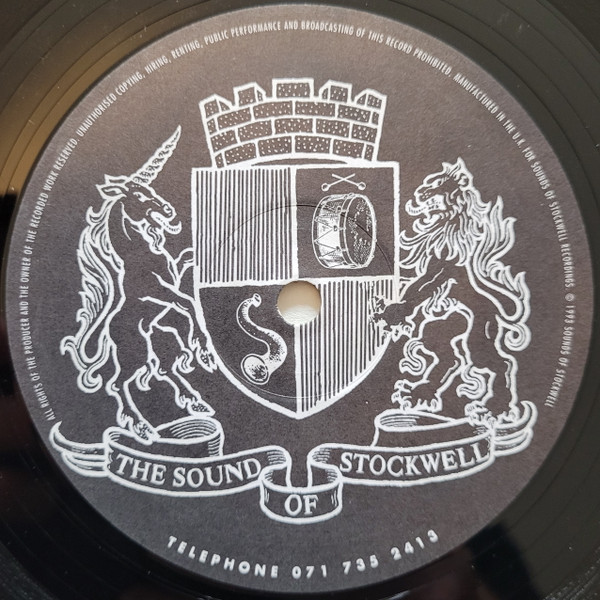 ALL RIGHTS OF THE PRODUCER AND THE OWNER OF THE RECORDED WORK RESERVED. UNAUTHORISED COPYING, HIRING, RENTING, PUBLIC PERFORMANCE AND BROADCASTING OF THIS RECORD PROHIBITED. MANUFACTURED IN THE U.K. FOR SOUNDS OF STOCKWELL RECORDINGS © 1993 SOUNDS OF STOCKWELL
THE SOUND
OF
STOCKWELL
TELEPHONE 071 735 2413